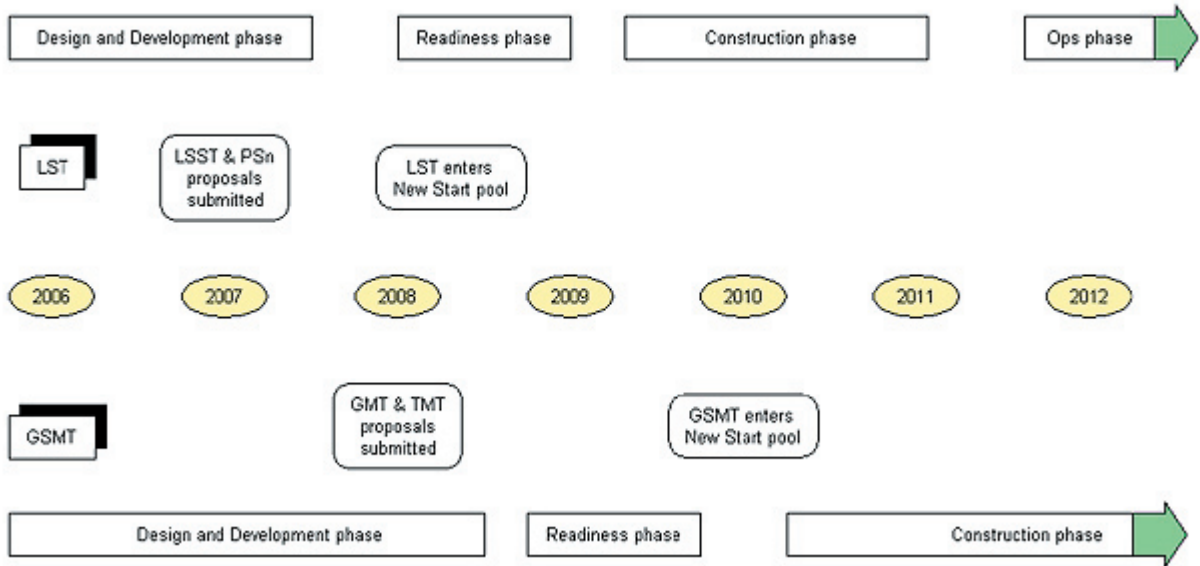 Design and Development phase
Readiness phase
Construction phase
Ops phase
LST
LSST & PSn
proposals
submitted
LST enters
New Start pool
2006
2007
2008
2009
2010
2011
2012
GSMT
GMT & TMT
proposals
submitted
GSMT enters
New Start pool
Design and Development phase
Readiness phase
Construction phase